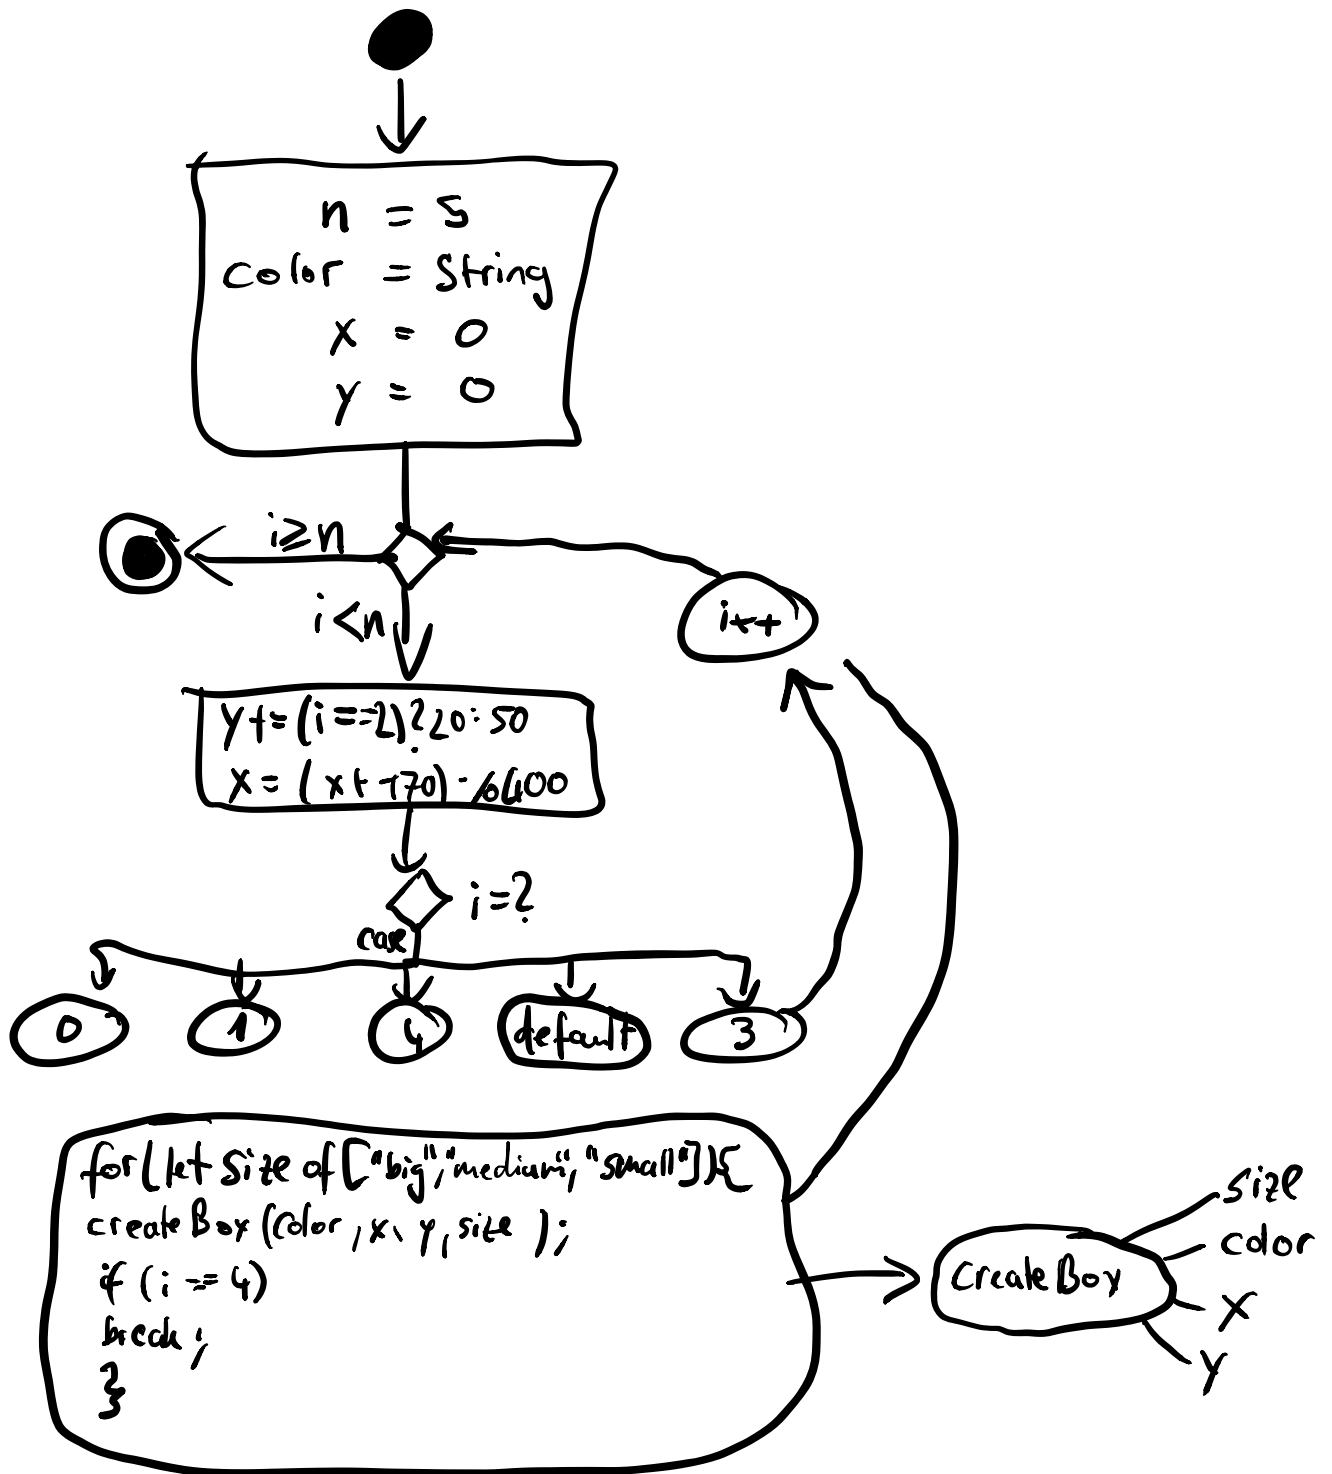 n = 5
color = String
x = 0
y = 0
i≥n
i<n
i++
y+=(i==2)?20:50
x = (x+170)%400
i=?
case
0
1
4
default
3
for(let size of["big","medium","small"]){
createBox(color, x, y, size );
if (i == 4)
break;
}
createBox
size
color
x
y